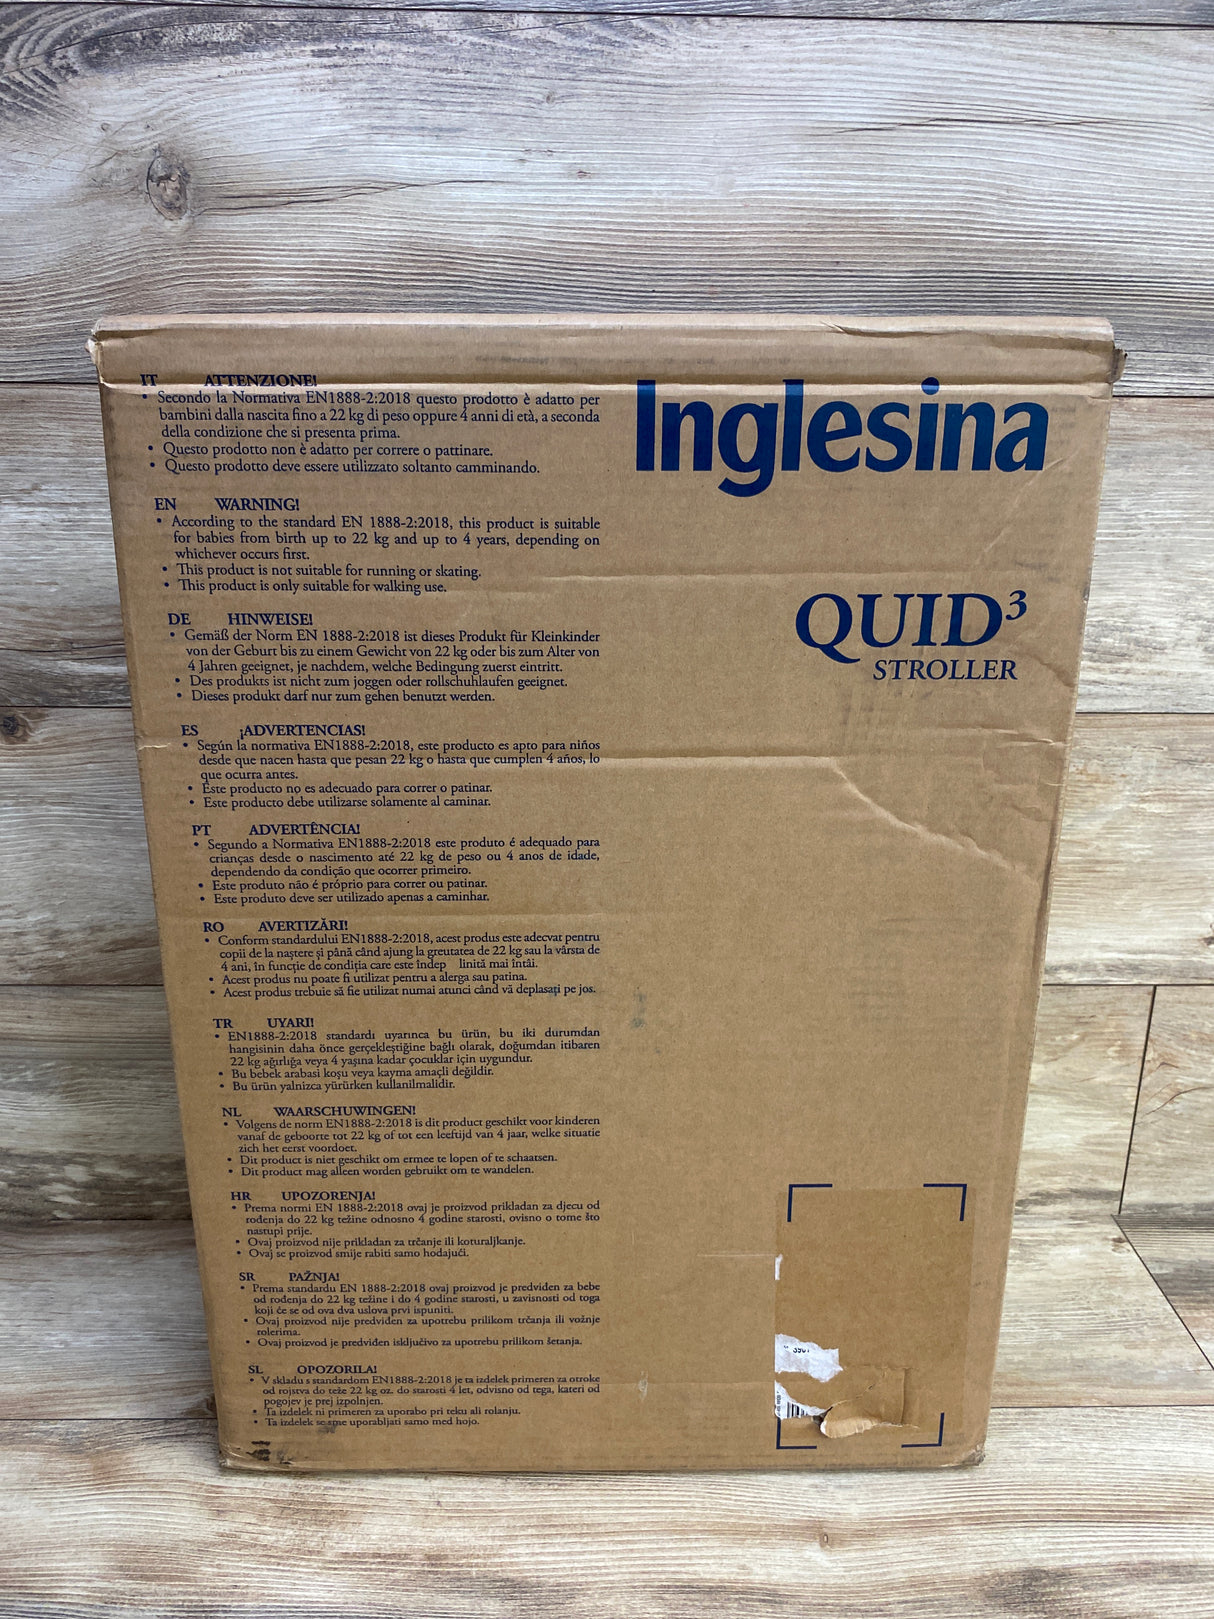 IT ATTENZIONE!
• Secondo la Normativa EN1888-2:2018 questo prodotto è adatto per
bambini dalla nascita fino a 22 kg di peso oppure 4 anni di età, a seconda
della condizione che si presenta prima.
• Questo prodotto non è adatto per correre o pattinare.
• Questo prodotto deve essere utilizzato soltanto camminando.
EN WARNING!
• According to the standard EN 1888-2:2018, this product is suitable
for babies from birth up to 22 kg and up to 4 years, depending on
whichever occurs first.
• This product is not suitable for running or skating.
• This product is only suitable for walking use.
DE HINWEISE!
• Gemäß der Norm EN 1888-2:2018 ist dieses Produkt für Kleinkinder
von der Geburt bis zu einem Gewicht von 22 kg oder bis zum Alter von
4 Jahren geeignet, je nachdem, welche Bedingung zuerst eintritt.
• Des produkts ist nicht zum joggen oder rollschuhlaufen geeignet.
• Dieses produkt darf nur zum gehen benutzt werden.
ES ¡ADVERTENCIAS!
• Según la normativa EN1888-2:2018, este producto es apto para niños
desde que nacen hasta que pesan 22 kg o hasta que cumplen 4 años, lo
que ocurra antes.
• Este producto no es adecuado para correr o patinar.
• Este producto debe utilizarse solamente al caminar.
PT ADVERTÊNCIA!
• Segundo a Normativa EN1888-2:2018 este produto é adequado para
crianças desde o nascimento até 22 kg de peso ou 4 anos de idade,
dependendo da condição que ocorrer primeiro.
• Este produto não é próprio para correr ou patinar.
• Este produto deve ser utilizado apenas a caminhar.
RO AVERTIZĂRI!
• Conform standardului EN1888-2:2018, acest produs este adecvat pentru
copii de la naștere și până când ajung la greutatea de 22 kg sau la vârsta de
4 ani, în funcție de condiția care este îndep linită mai întâi.
• Acest produs nu poate fi utilizat pentru a alerga sau patina.
• Acest produs trebuie să fie utilizat numai atunci când vă deplasați pe jos.
TR UYARI!
• EN1888-2:2018 standardı uyarınca bu ürün, bu iki durumdan
hangisinin daha önce gerçekleştiğine bağlı olarak, doğumdan itibaren
22 kg ağırlığa veya 4 yaşına kadar çocuklar için uygundur.
• Bu bebek arabasi koşu veya kayma amaçli değildir.
• Bu ürün yalnizca yürürken kullanilmalidir.
NL WAARSCHUWINGEN!
• Volgens de norm EN1888-2:2018 is dit product geschikt voor kinderen
vanaf de geboorte tot 22 kg of tot een leeftijd van 4 jaar, welke situatie
zich het eerst voordoet.
• Dit product is niet geschikt om ermee te lopen of te schaatsen.
• Dit product mag alleen worden gebruikt om te wandelen.
HR UPOZORENJA!
• Prema normi EN 1888-2:2018 ovaj je proizvod prikladan za djecu od
rođenja do 22 kg težine odnosno 4 godine starosti, ovisno o tome što
nastupi prije.
• Ovaj proizvod nije prikladan za trčanje ili koturaljkanje.
• Ovaj se proizvod smije rabiti samo hodajući.
SR PAŽNJA!
• Prema standardu EN 1888-2:2018 ovaj proizvod je predviđen za bebe
od rođenja do 22 kg težine i do 4 godine starosti, u zavisnosti od toga
koji će se od ova dva uslova prvi ispuniti.
• Ovaj proizvod nije predviđen za upotrebu prilikom trčanja ili vožnje
rolerima.
• Ovaj proizvod je predviđen isključivo za upotrebu prilikom šetanja.
SL OPOZORILA!
• V skladu s standardom EN1888-2:2018 je ta izdelek primeren za otroke
od rojstva do teže 22 kg oz. do starosti 4 let, odvisno od tega, kateri od
pogojev je prej izpolnjen.
• Ta izdelek ni primeren za uporabo pri teku ali rolanju.
• Ta izdelek se sme uporabljati samo med hojo.
Inglesina
QUID³
STROLLER